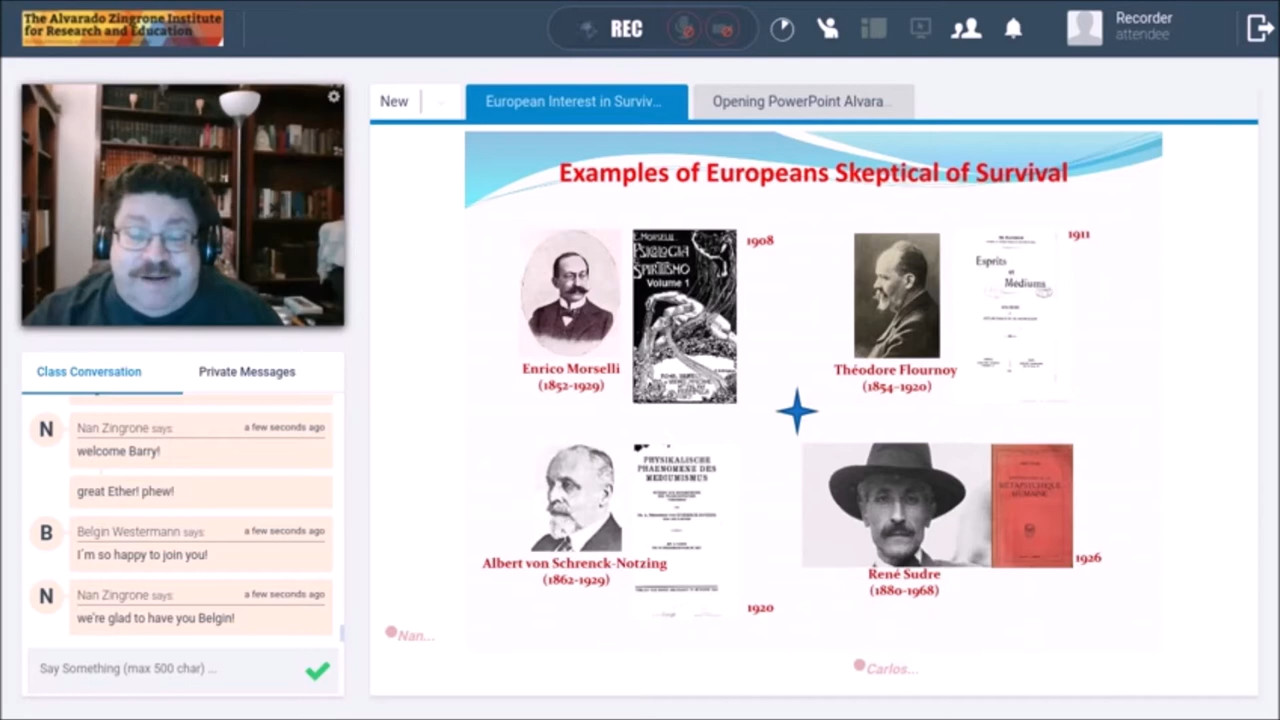 The Alvarado Zingrone Institute
for Research and Education
REC
Recorder
attendee
New
European Interest in Surviv...
Opening PowerPoint Alvara...
Examples of Europeans Skeptical of Survival
E. MORSELLI
PSICOLOGIA
SPIRITISMO
Volume 1
1908
Enrico Morselli
(1852-1929)
Esprits
et
Médiums
1911
Théodore Flournoy
(1854-1920)
PHYSIKALISCHE
PHAENOMENE DES
MEDIUMISMUS
Albert von Schrenck-Notzing
(1862-1929)
1920
MÉTAPSYCHIQUE
HUMAINE
1926
René Sudre
(1880-1968)
Nan...
Carlos...
Class Conversation
Private Messages
N
Nan Zingrone says:
a few seconds ago
welcome Barry!
great Ether! phew!
B
Belgin Westermann says:
a few seconds ago
I'm so happy to join you!
N
Nan Zingrone says:
a few seconds ago
we're glad to have you Belgin!
Say Something (max 500 char) ...